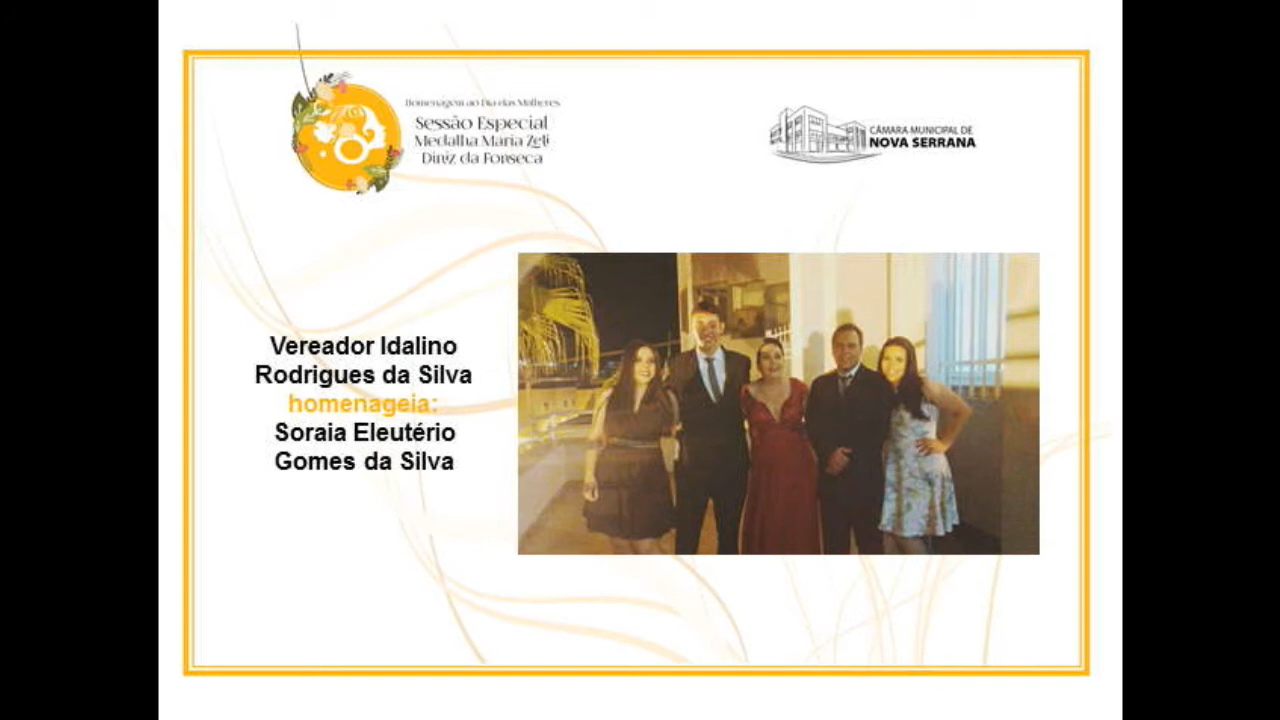 Homenagem ao Dia das Mulheres
Sessão Especial
Medalha Maria Zeli
Diniz da Fonseca
CÂMARA MUNICIPAL DE
NOVA SERRANA
Vereador Idalino
Rodrigues da Silva
homenageia:
Soraia Eleutério
Gomes da Silva